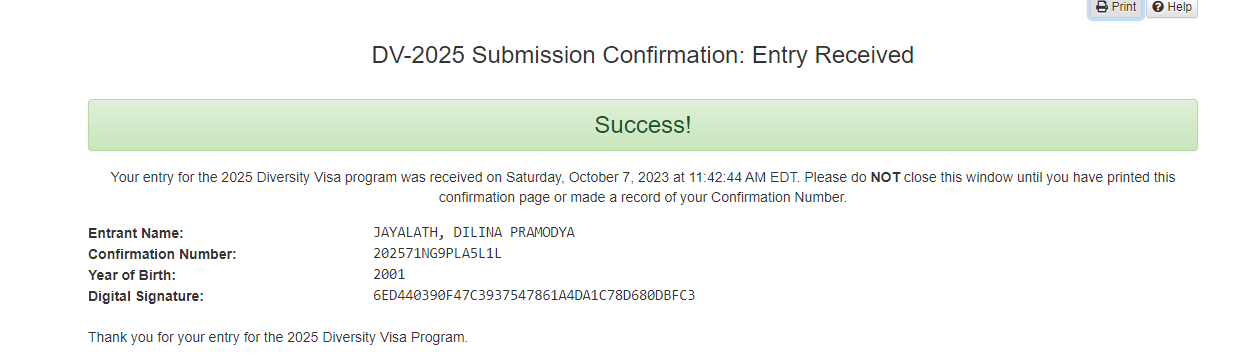 Print Help
DV-2025 Submission Confirmation: Entry Received
Success!
Your entry for the 2025 Diversity Visa program was received on Saturday, October 7, 2023 at 11:42:44 AM EDT. Please do NOT close this window until you have printed this
confirmation page or made a record of your Confirmation Number.
Entrant Name: JAYALATH, DILINA PRAMODYA
Confirmation Number: 202571NG9PLA5L1L
Year of Birth: 2001
Digital Signature: 6ED440390F47C3937547861A4DA1C78D680DBFC3
Thank you for your entry for the 2025 Diversity Visa Program.